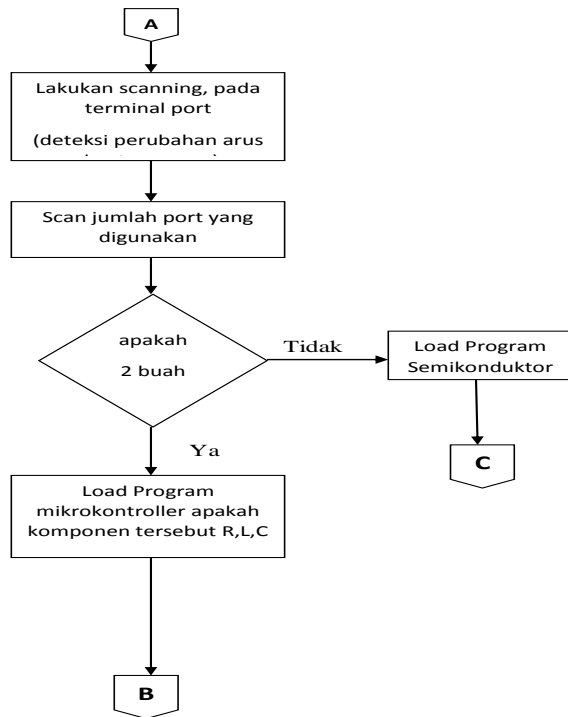 A
Lakukan scanning, pada
terminal port
(deteksi perubahan arus
Scan jumlah port yang
digunakan
apakah
2 buah
Tidak
Load Program
Semikonduktor
Ya
C
Load Program
mikrokontroller apakah
komponen tersebut R,L,C
B